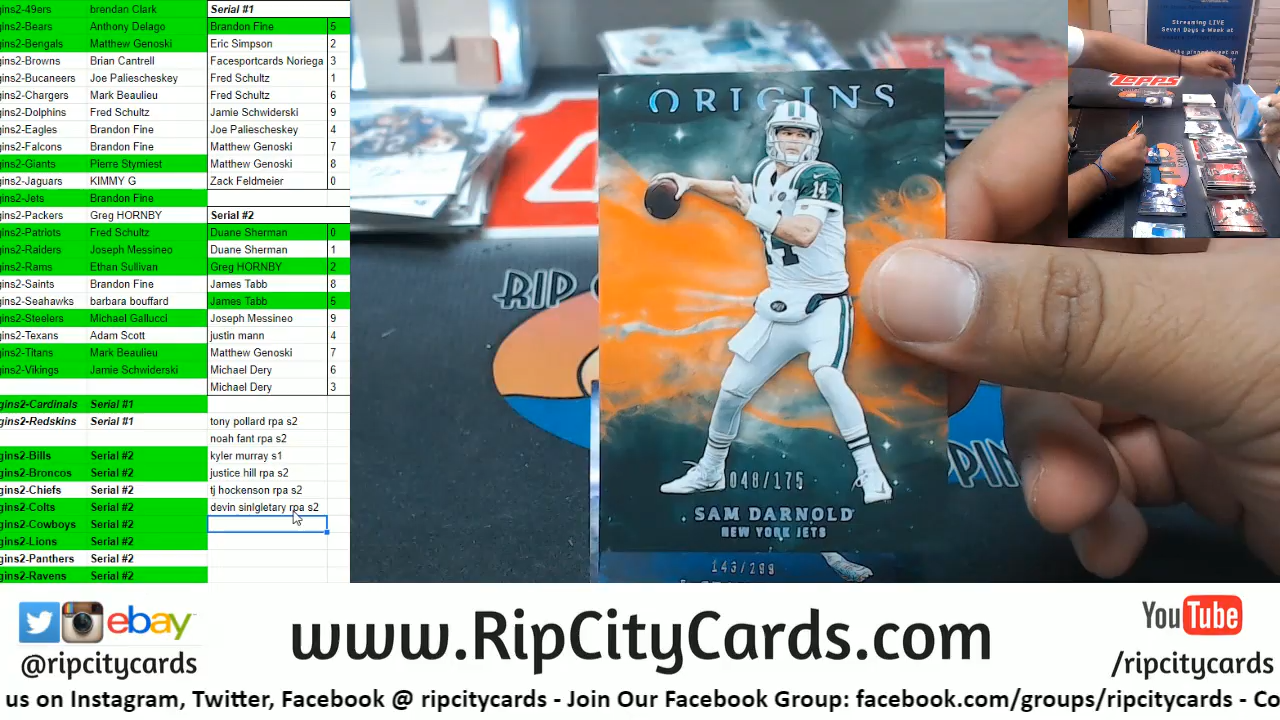 gins2-49ers brendan Clark Serial #1
gins2-Bears Anthony Delago Brandon Fine 5
gins2-Bengals Matthew Genoski Eric Simpson 2
gins2-Browns Brian Cantrell Facesportcards Noriega 3
gins2-Bucaneers Joe Paliescheskey Fred Schultz 1
gins2-Chargers Mark Beaulieu Fred Schultz 6
gins2-Dolphins Fred Schultz Jamie Schwiderski 9
gins2-Eagles Brandon Fine Joe Paliescheskey 4
gins2-Falcons Brandon Fine Matthew Genoski 7
gins2-Giants Pierre Stymiest Matthew Genoski 8
gins2-Jaguars KIMMY G Zack Feldmeier 0
gins2-Jets Brandon Fine
gins2-Packers Greg HORNBY Serial #2
gins2-Patriots Fred Schultz Duane Sherman 0
gins2-Raiders Joseph Messineo Duane Sherman 1
gins2-Rams Ethan Sullivan Greg HORNBY 2
gins2-Saints Brandon Fine James Tabb 8
gins2-Seahawks barbara bouffard James Tabb 5
gins2-Steelers Michael Gallucci Joseph Messineo 9
gins2-Texans Adam Scott justin mann 4
gins2-Titans Mark Beaulieu Matthew Genoski 7
gins2-Vikings Jamie Schwiderski Michael Dery 6
Michael Dery 3
gins2-Cardinals Serial #1
gins2-Redskins Serial #1 tony pollard rpa s2
noah fant rpa s2
gins2-Bills Serial #2 kyler murray s1
gins2-Broncos Serial #2 justice hill rpa s2
gins2-Chiefs Serial #2 tj hockenson rpa s2
gins2-Colts Serial #2 devin sinlgletary rpa s2
gins2-Cowboys Serial #2
gins2-Lions Serial #2
gins2-Panthers Serial #2
gins2-Ravens Serial #2
ORIGINS
14
14
048/175
SAM DARNOLD
NEW YORK JETS
143/299
RIP
Streaming LIVE
Seven Days a Week at
TOPPS
ebay
@ripcitycards
www.RipCityCards.com
YouTube
/ripcitycards
us on Instagram, Twitter, Facebook @ ripcitycards - Join Our Facebook Group: facebook.com/groups/ripcitycards - Co